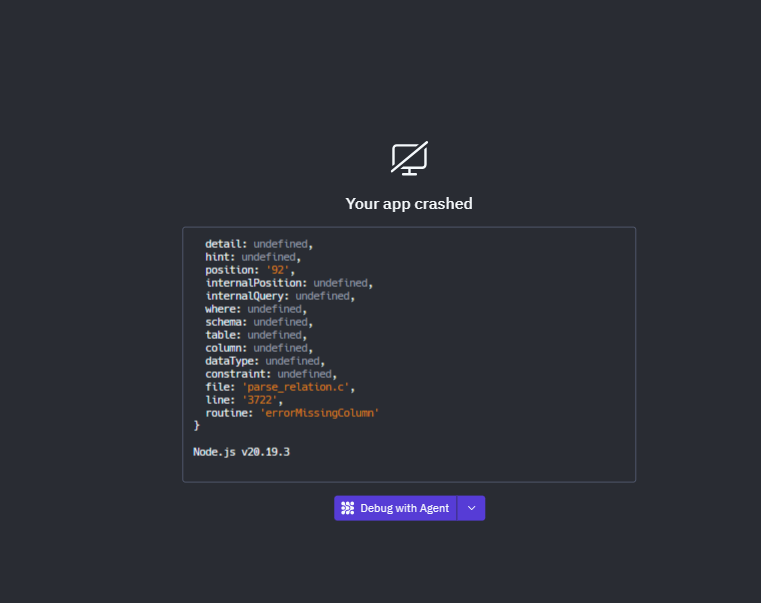 Your app crashed
detail: undefined,
hint: undefined,
position: '92',
internalPosition: undefined,
internalQuery: undefined,
where: undefined,
schema: undefined,
table: undefined,
column: undefined,
dataType: undefined,
constraint: undefined,
file: 'parse_relation.c',
line: '3722',
routine: 'errorMissingColumn'
}
Node.js v20.19.3
Debug with Agent